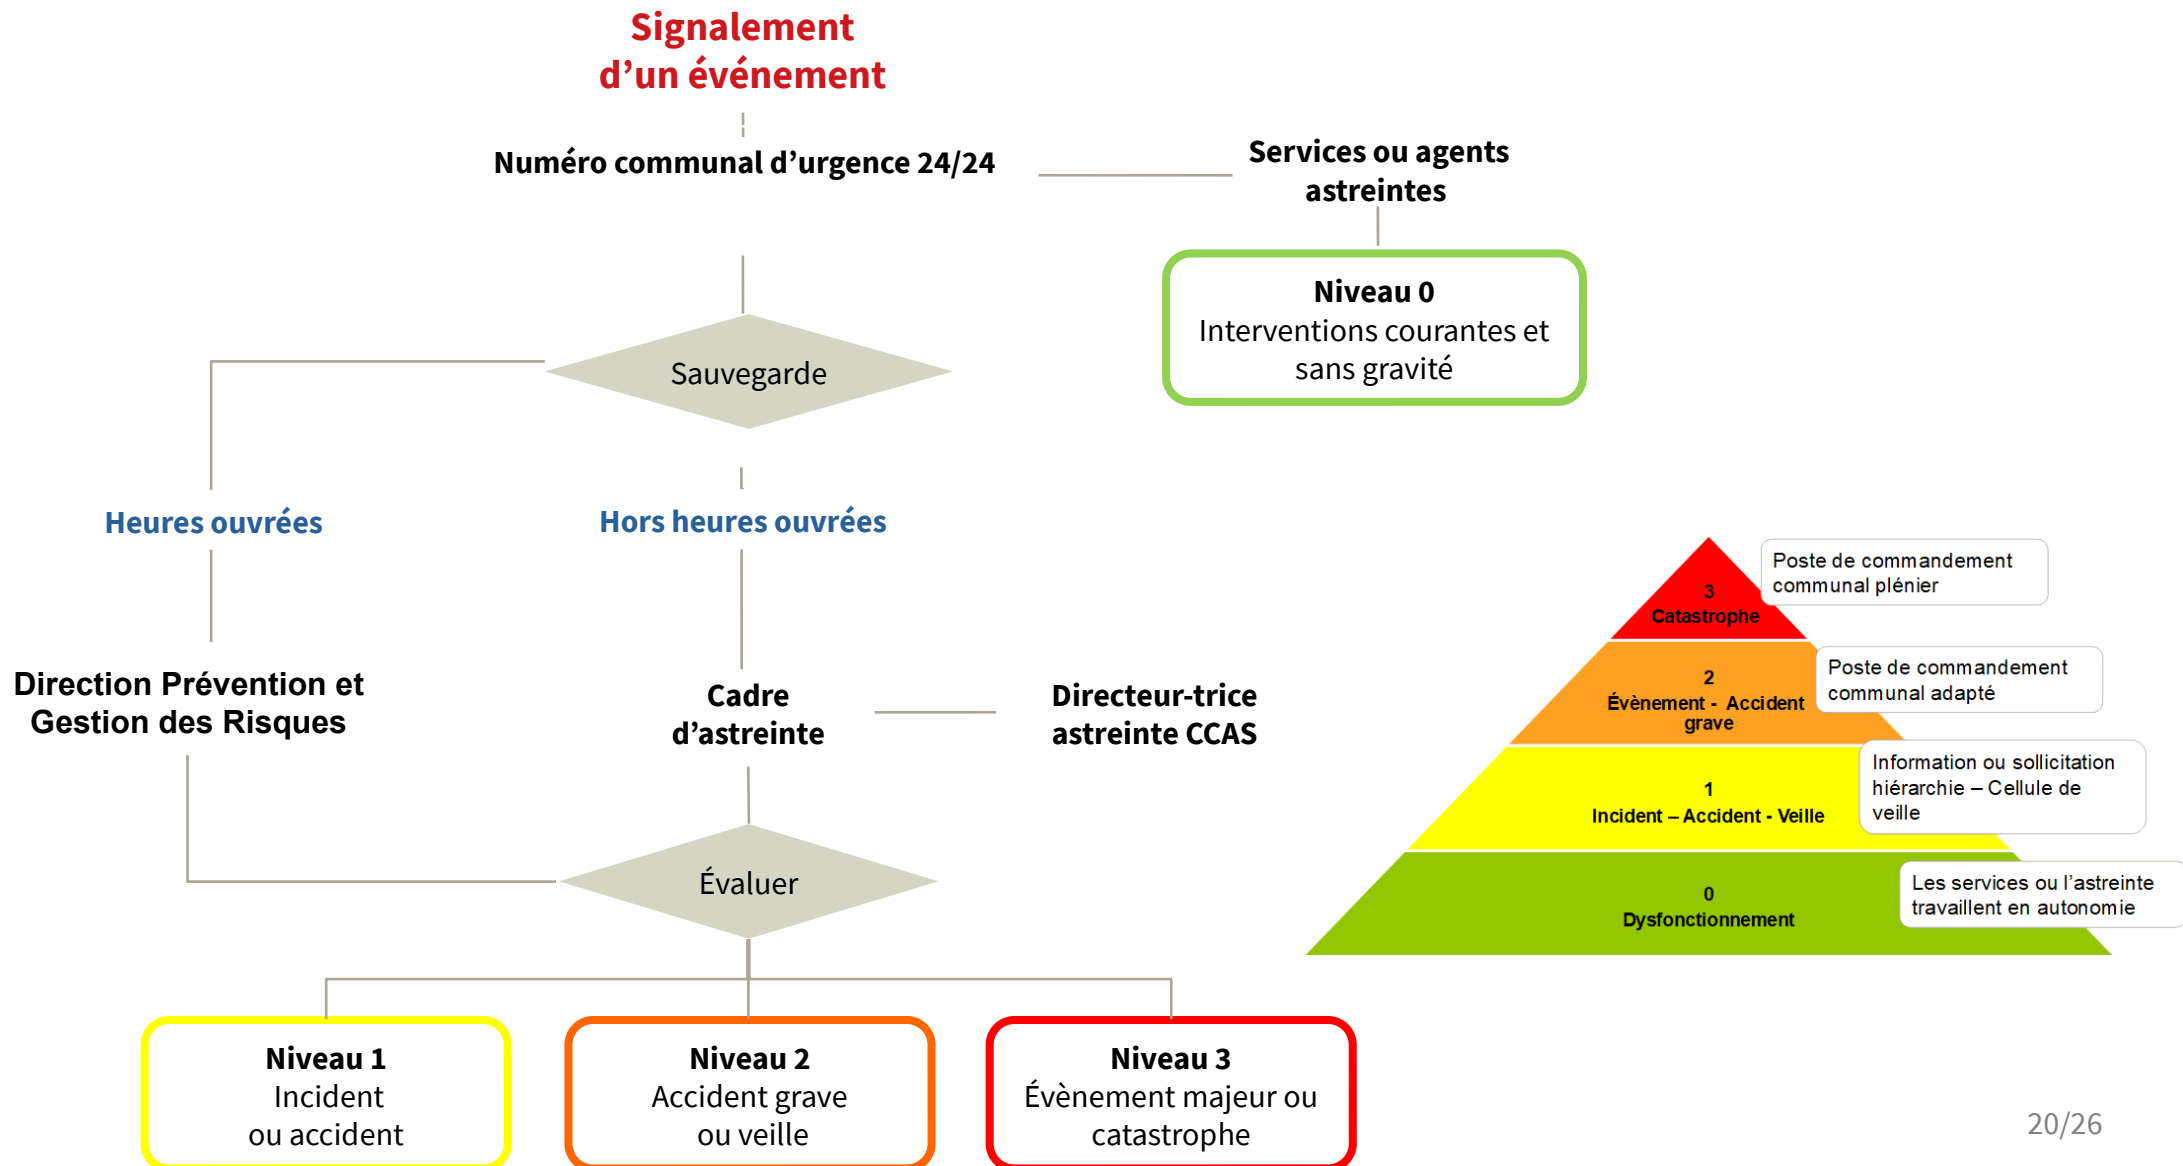 Signalement
d’un événement
Numéro communal d’urgence 24/24
Services ou agents
astreintes
Niveau 0
Interventions courantes et
sans gravité
Sauvegarde
Heures ouvrées
Hors heures ouvrées
Direction Prévention et
Gestion des Risques
Cadre
d’astreinte
Directeur-trice
astreinte CCAS
Évaluer
Niveau 1
Incident
ou accident
Niveau 2
Accident grave
ou veille
Niveau 3
Évènement majeur ou
catastrophe
3
Catastrophe
Poste de commandement
communal plénier
2
Évènement - Accident
grave
Poste de commandement
communal adapté
1
Incident – Accident - Veille
Information ou sollicitation
hiérarchie – Cellule de
veille
0
Dysfonctionnement
Les services ou l’astreinte
travaillent en autonomie
20/26